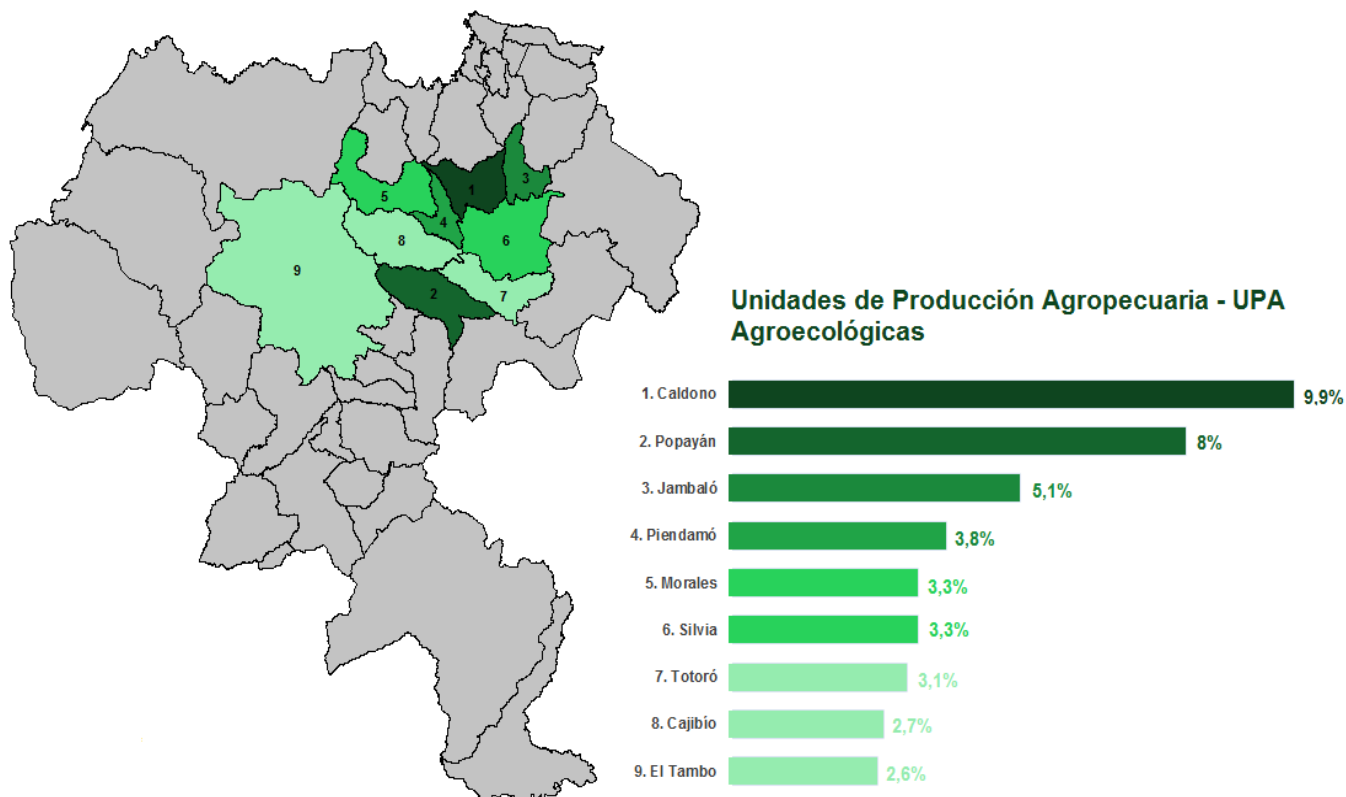 3
1
5
4
8
6
9
2
7
Unidades de Producción Agropecuaria - UPA
Agroecológicas
1. Caldono 9,9%
2. Popayán 8%
3. Jambaló 5,1%
4. Piendamó 3,8%
5. Morales 3,3%
6. Silvia 3,3%
7. Totoró 3,1%
8. Cajibío 2,7%
9. El Tambo 2,6%